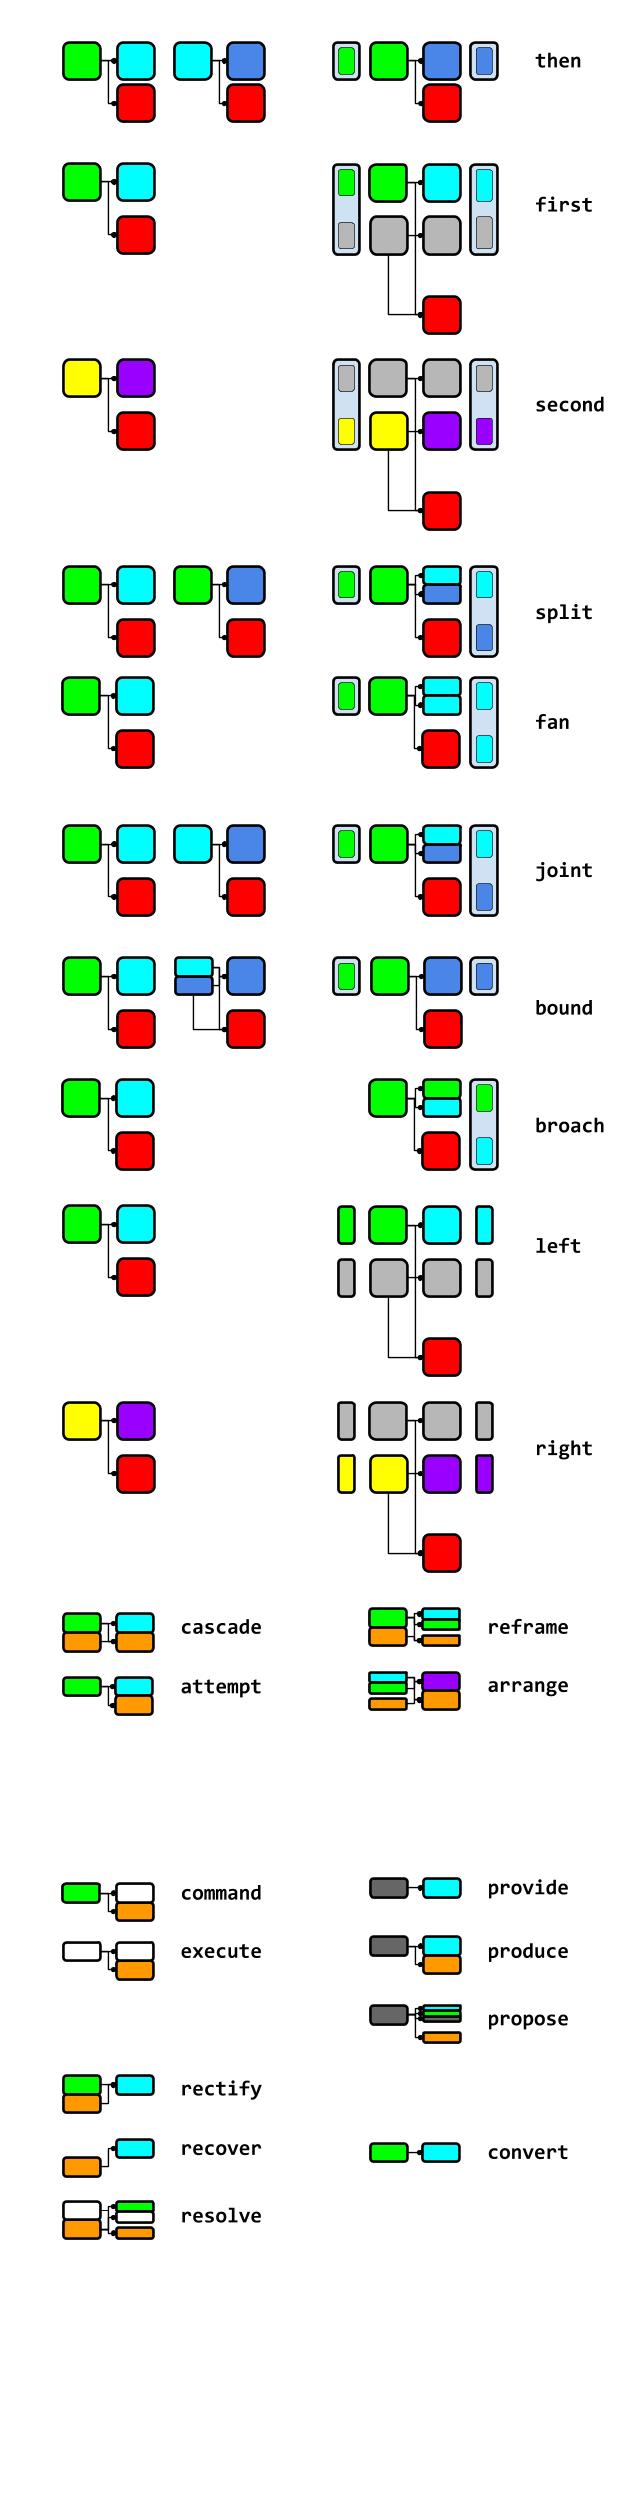 then
first
second
split
fan
joint
bound
broach
left
right
cascade
reframe
attempt
arrange
command
provide
execute
produce
propose
rectify
recover
convert
resolve